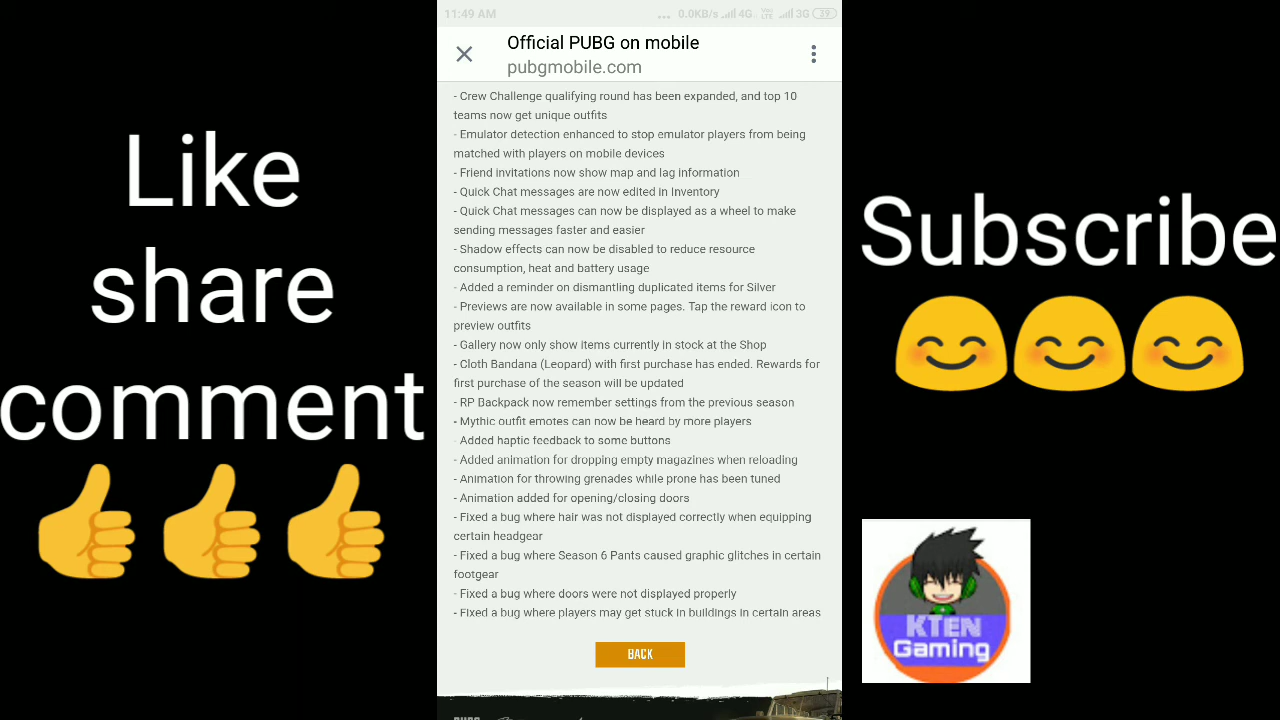 Like
share
comment
11:49 AM
... 0.0KB/s 4G VoLTE 3G 39
Official PUBG on mobile
pubgmobile.com
- Crew Challenge qualifying round has been expanded, and top 10
teams now get unique outfits
- Emulator detection enhanced to stop emulator players from being
matched with players on mobile devices
- Friend invitations now show map and lag information
- Quick Chat messages are now edited in Inventory
- Quick Chat messages can now be displayed as a wheel to make
sending messages faster and easier
- Shadow effects can now be disabled to reduce resource
consumption, heat and battery usage
- Added a reminder on dismantling duplicated items for Silver
- Previews are now available in some pages. Tap the reward icon to
preview outfits
- Gallery now only show items currently in stock at the Shop
- Cloth Bandana (Leopard) with first purchase has ended. Rewards for
first purchase of the season will be updated
- RP Backpack now remember settings from the previous season
- Mythic outfit emotes can now be heard by more players
- Added haptic feedback to some buttons
- Added animation for dropping empty magazines when reloading
- Animation for throwing grenades while prone has been tuned
- Animation added for opening/closing doors
- Fixed a bug where hair was not displayed correctly when equipping
certain headgear
- Fixed a bug where Season 6 Pants caused graphic glitches in certain
footgear
- Fixed a bug where doors were not displayed properly
- Fixed a bug where players may get stuck in buildings in certain areas
BACK
Subscribe
KTEN
Gaming